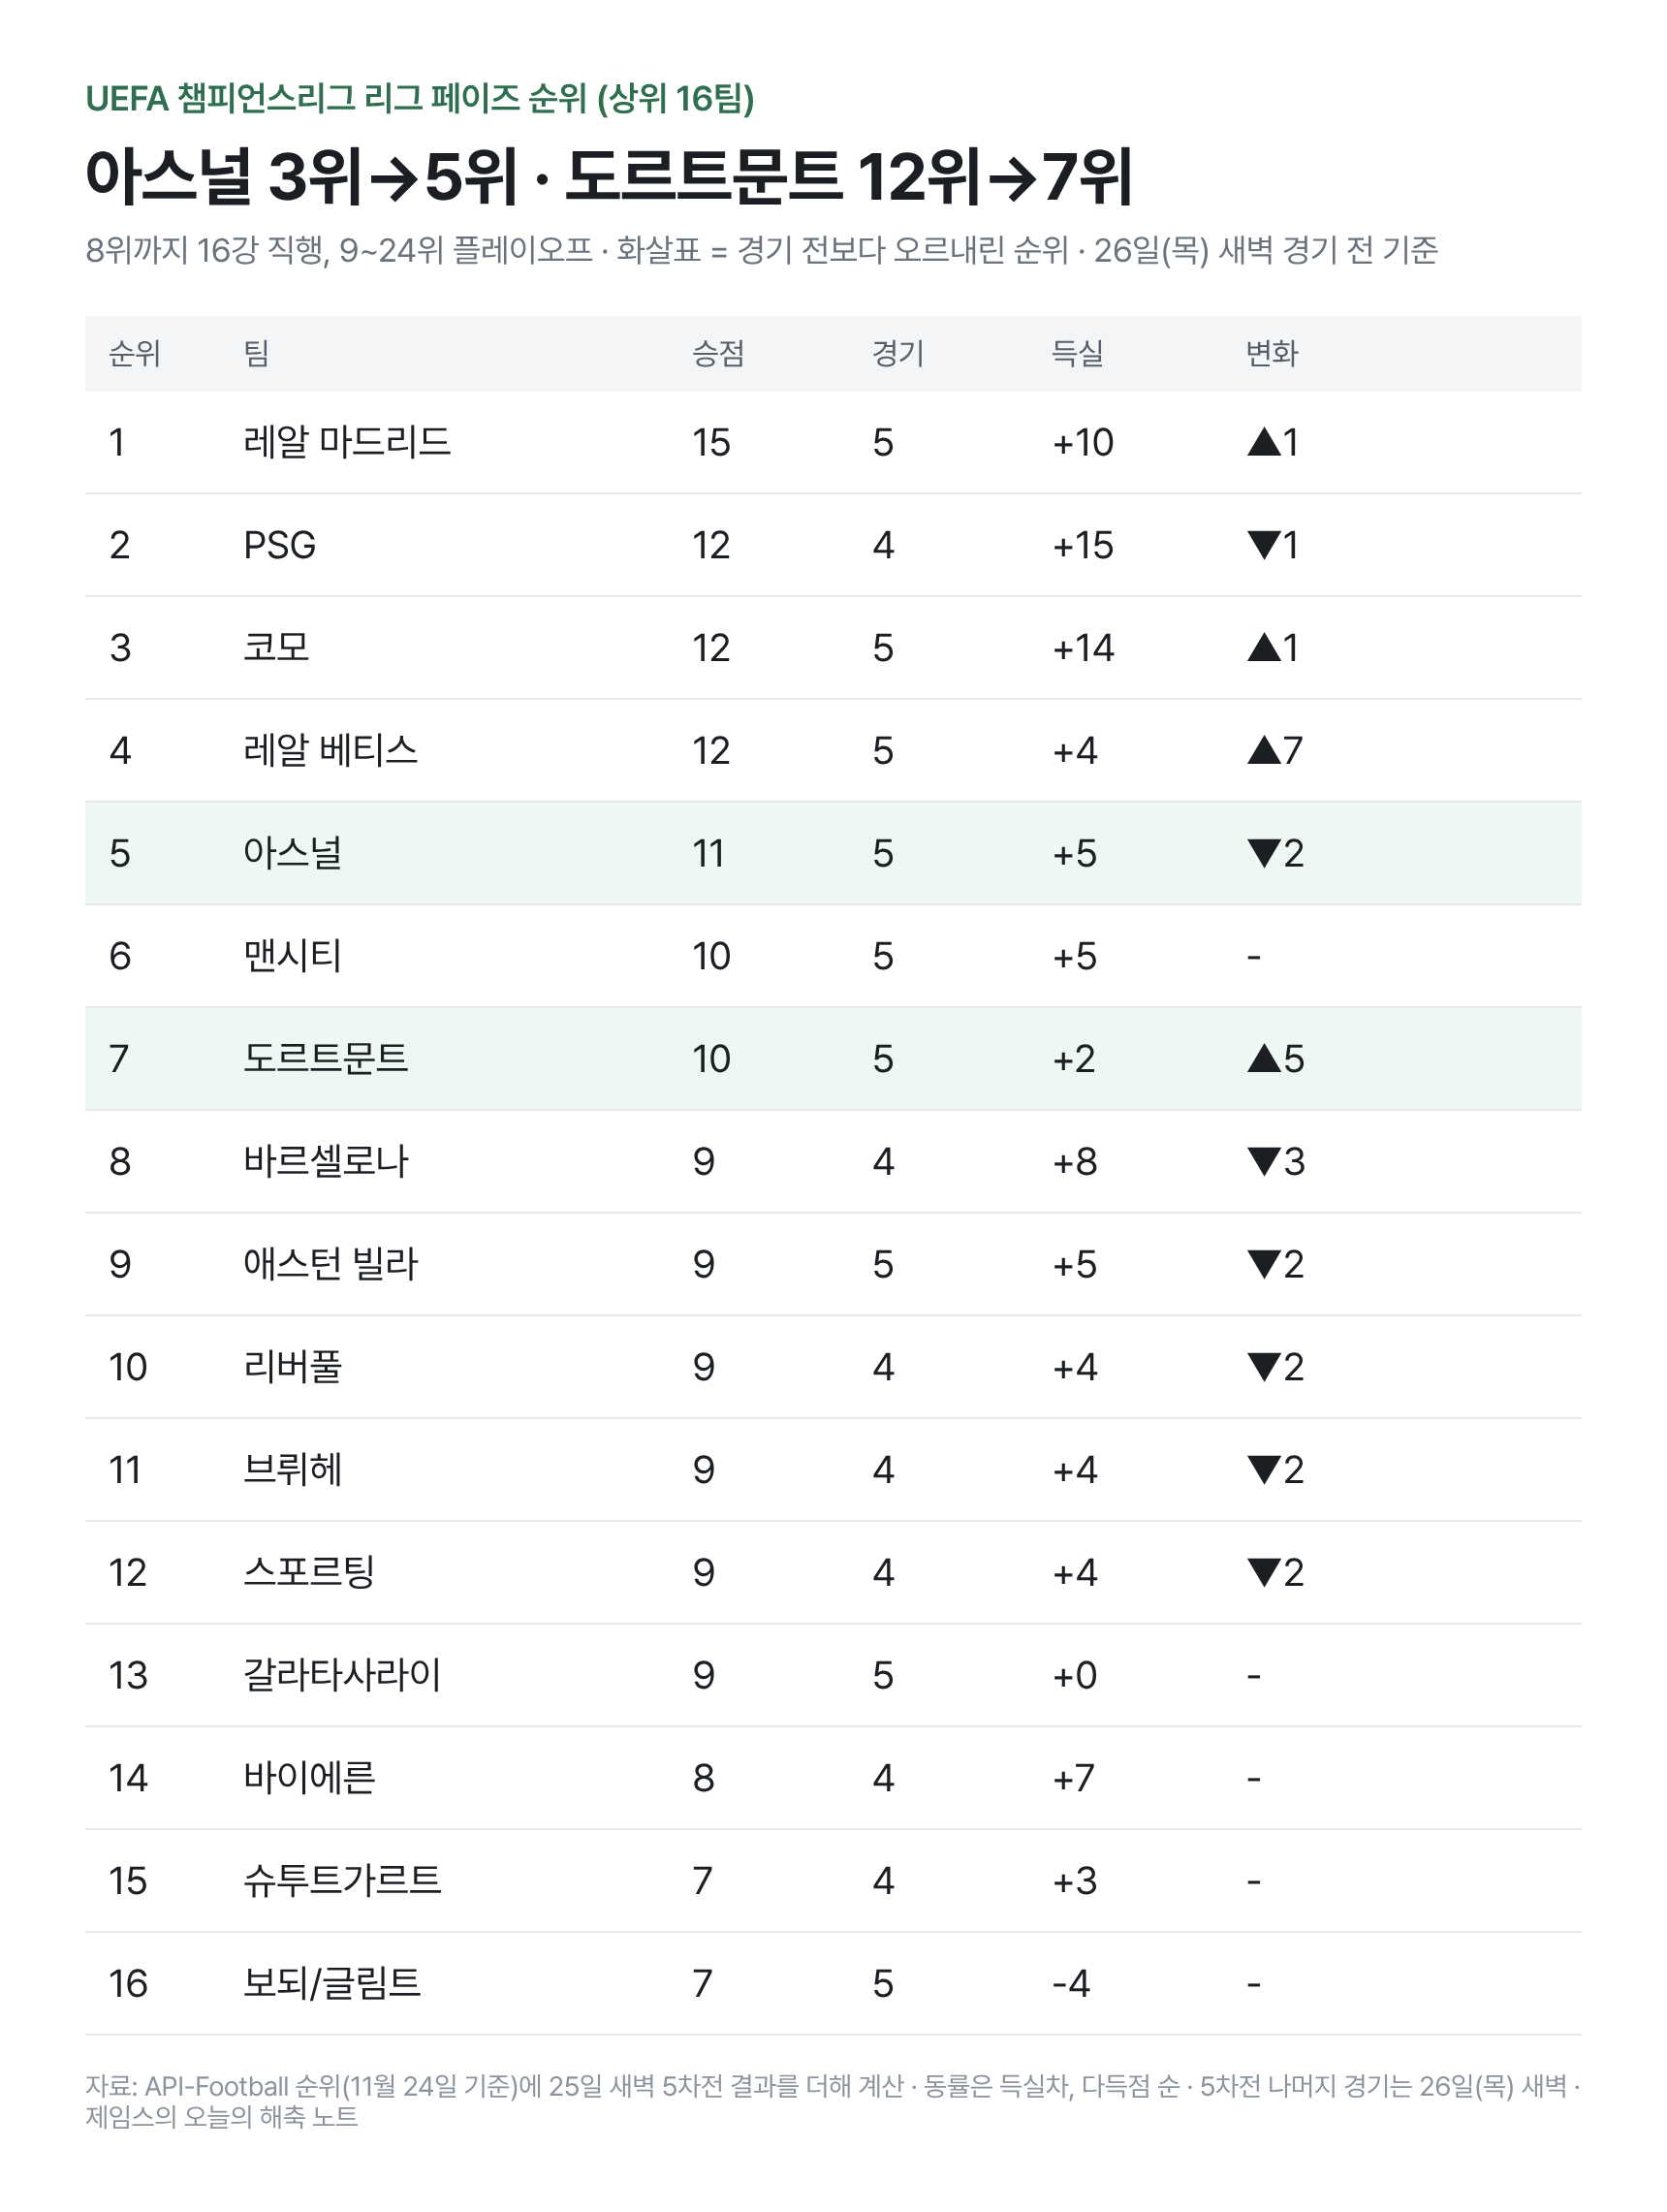 UEFA 챔피언스리그 리그 페이즈 순위 (상위 16팀)
아스널 3위→5위 · 도르트문트 12위→7위
8위까지 16강 직행, 9~24위 플레이오프 · 화살표 = 경기 전보다 오르내린 순위 · 26일(목) 새벽 경기 전 기준
순위 팀 승점 경기 득실 변화
1 레알 마드리드 15 5 +10 ▲1
2 PSG 12 4 +15 ▼1
3 코모 12 5 +14 ▲1
4 레알 베티스 12 5 +4 ▲7
5 아스널 11 5 +5 ▼2
6 맨시티 10 5 +5 -
7 도르트문트 10 5 +2 ▲5
8 바르셀로나 9 4 +8 ▼3
9 애스턴 빌라 9 5 +5 ▼2
10 리버풀 9 4 +4 ▼2
11 브뤼헤 9 4 +4 ▼2
12 스포르팅 9 4 +4 ▼2
13 갈라타사라이 9 5 +0 -
14 바이에른 8 4 +7 -
15 슈투트가르트 7 4 +3 -
16 보되/글림트 7 5 -4 -
자료: API-Football 순위(11월 24일 기준)에 25일 새벽 5차전 결과를 더해 계산 · 동률은 득실차, 다득점 순 · 5차전 나머지 경기는 26일(목) 새벽 ·
제임스의 오늘의 해축 노트